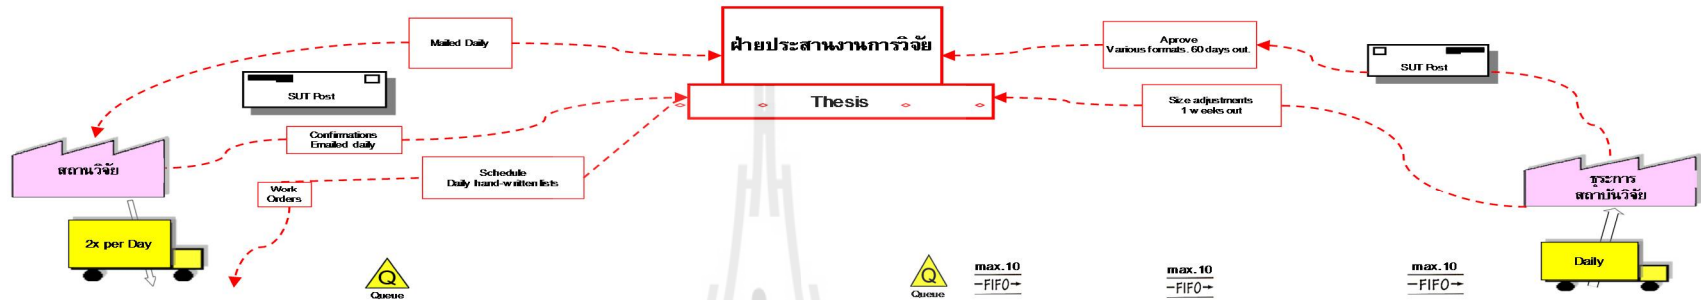 Mailed Daily
ฝ่ายประสานงานการวิจัย
Aprove
Various formats. 60 days out.
SUT Post
SUT Post
Thesis
Size adjustments
1 weeks out
Confirmations
Emailed daily
สถานวิจัย
Schedule
Daily hand-written lists
Work
Orders
ธุระการ
สถาบันวิจัย
2x per Day
Daily
Q
Queue
Q
Queue
max.10
FIFO
max.10
FIFO
max.10
FIFO